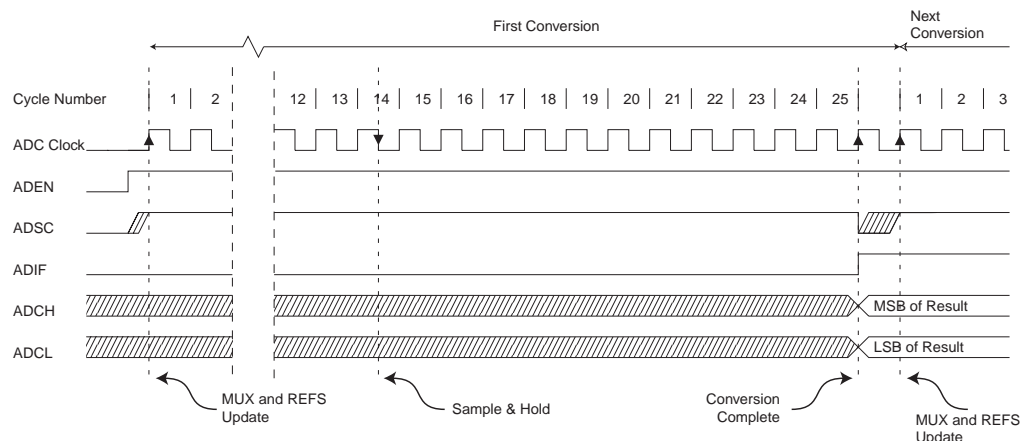 First Conversion
Next
Conversion
Cycle Number 1 2 12 13 14 15 16 17 18 19 20 21 22 23 24 25 1 2 3
ADC Clock
ADEN
ADSC
ADIF
ADCH MSB of Result
ADCL LSB of Result
MUX and REFS
Update
Sample & Hold
Conversion
Complete
MUX and REFS
Update